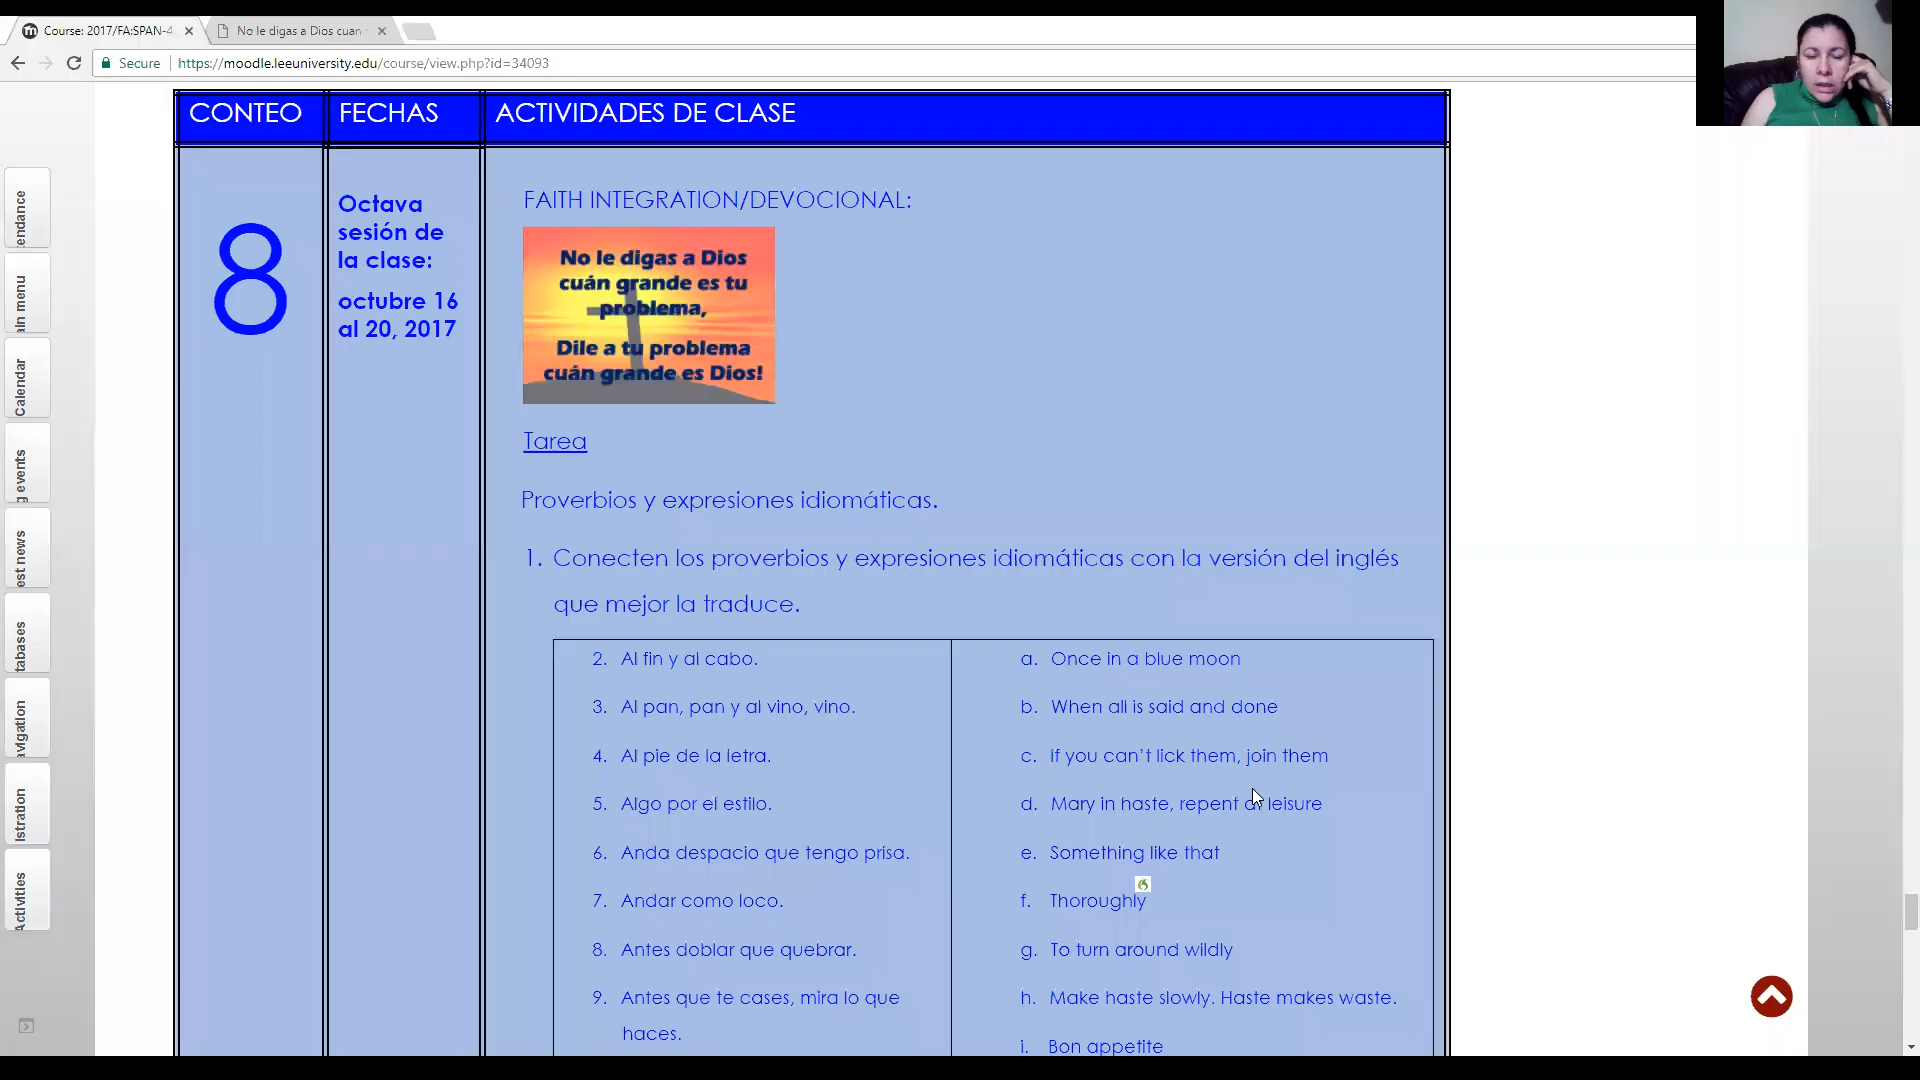 Course: 2017/FA:SPAN-4
No le digas a Dios cuan
Secure
https://moodle.leeuniversity.edu/course/view.php?id=34093
CONTEO
FECHAS
ACTIVIDADES DE CLASE
8
Octava
sesión de
la clase:
octubre 16
al 20, 2017
FAITH INTEGRATION/DEVOCIONAL:
No le digas a Dios
cuán grande es tu
problema,
Dile a tu problema
cuán grande es Dios!
Tarea
Proverbios y expresiones idiomáticas.
1. Conecten los proverbios y expresiones idiomáticas con la versión del inglés
que mejor la traduce.
2. Al fin y al cabo.
3. Al pan, pan y al vino, vino.
4. Al pie de la letra.
5. Algo por el estilo.
6. Anda despacio que tengo prisa.
7. Andar como loco.
8. Antes doblar que quebrar.
9. Antes que te cases, mira lo que
haces.
a. Once in a blue moon
b. When all is said and done
c. If you can't lick them, join them
d. Mary in haste, repent leisure
e. Something like that
f. Thoroughly
g. To turn around wildly
h. Make haste slowly. Haste makes waste.
i. Bon appetite
Calendar
Activities